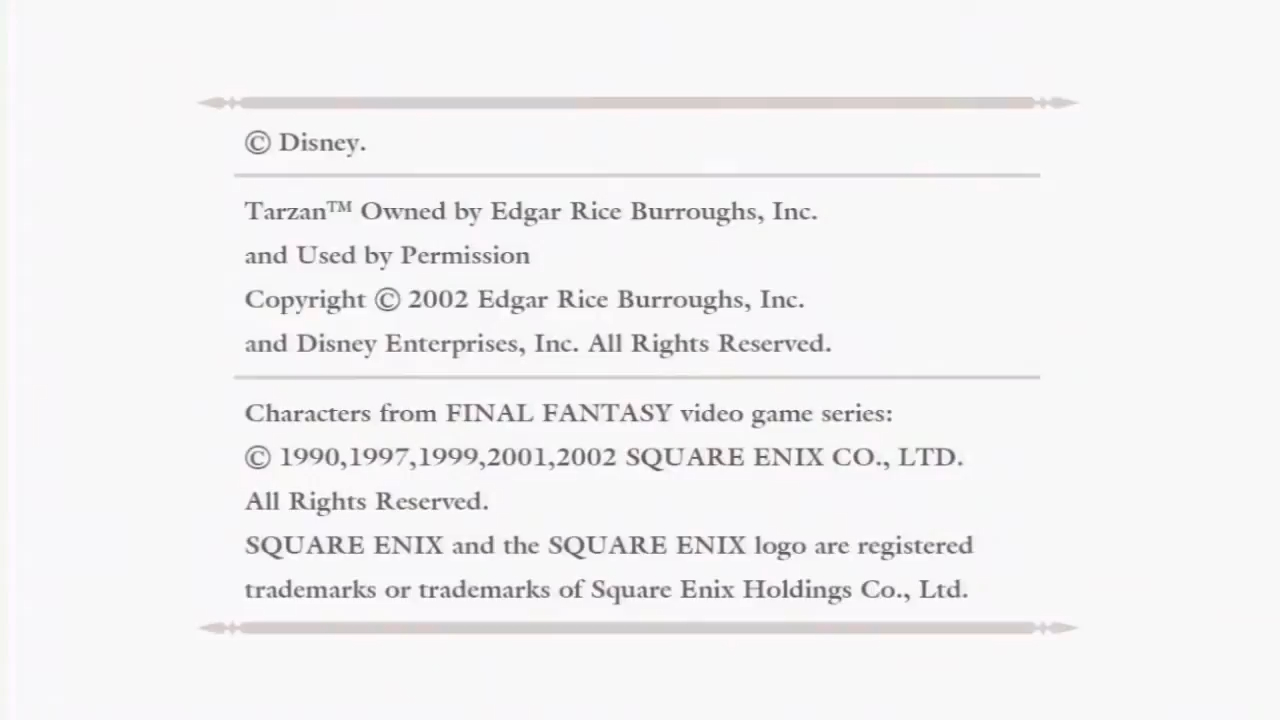 © Disney.
Tarzan™ Owned by Edgar Rice Burroughs, Inc.
and Used by Permission
Copyright © 2002 Edgar Rice Burroughs, Inc.
and Disney Enterprises, Inc. All Rights Reserved.
Characters from FINAL FANTASY video game series:
© 1990,1997,1999,2001,2002 SQUARE ENIX CO., LTD.
All Rights Reserved.
SQUARE ENIX and the SQUARE ENIX logo are registered
trademarks or trademarks of Square Enix Holdings Co., Ltd.